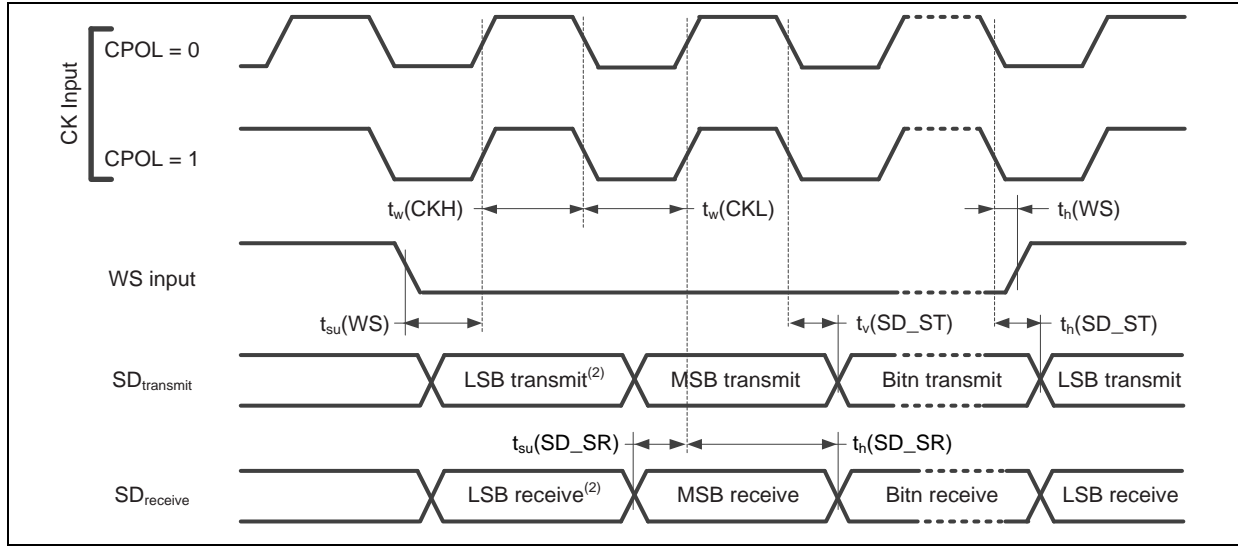 CK Input
CPOL = 0
CPOL = 1
tw(CKH)
tw(CKL)
th(WS)
WS input
tsu(WS)
tv(SD_ST)
th(SD_ST)
SDtransmit
LSB transmit(2)
MSB transmit
Bitn transmit
LSB transmit
tsu(SD_SR)
th(SD_SR)
SDreceive
LSB receive(2)
MSB receive
Bitn receive
LSB receive